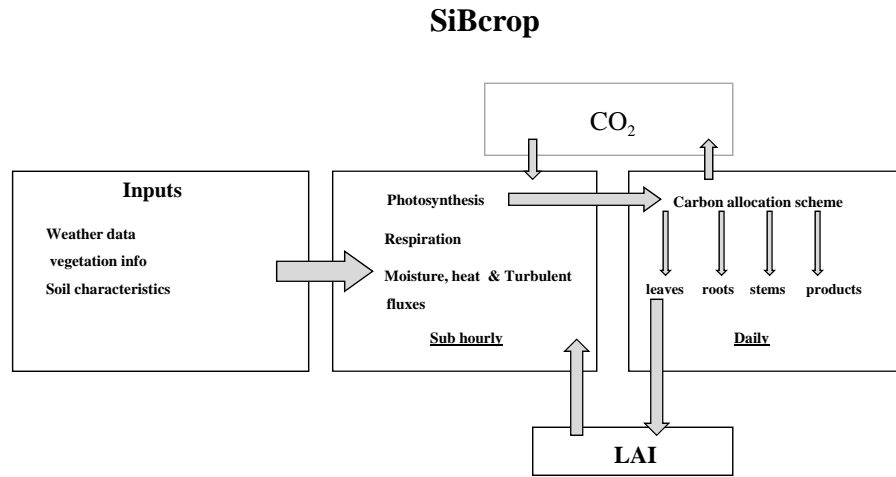 SiBcrop
CO₂
Inputs
Weather data
vegetation info
Soil characteristics
Photosynthesis
Respiration
Moisture, heat & Turbulent
fluxes
Sub hourly
Carbon allocation scheme
leaves roots stems products
Daily
LAI